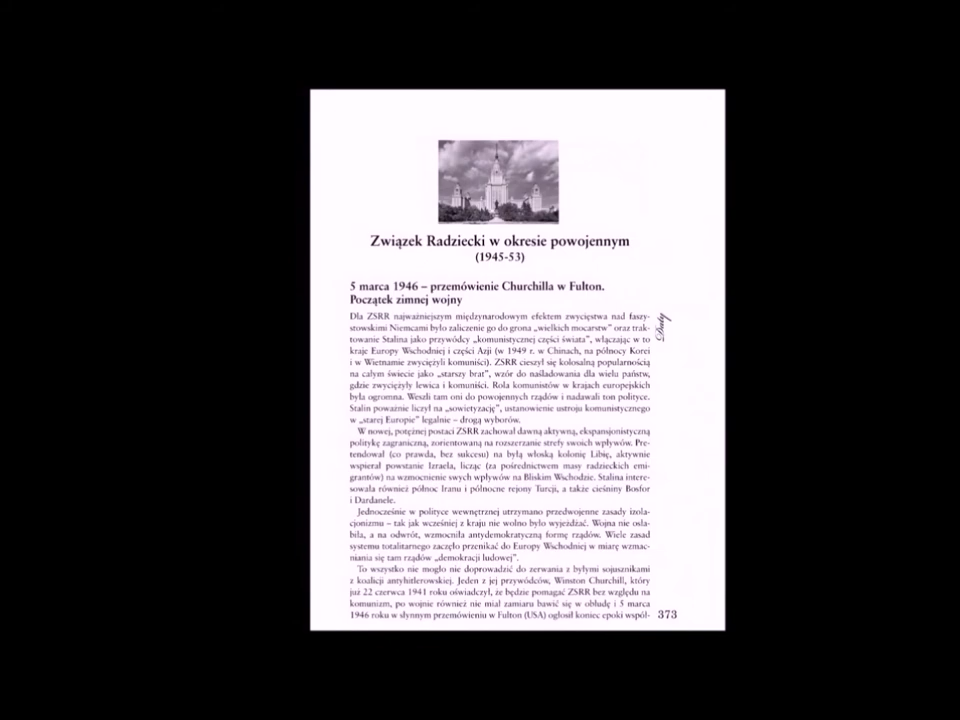 Związek Radziecki w okresie powojennym
(1945-53)
5 marca 1946 – przemówienie Churchilla w Fulton.
Początek zimnej wojny
Dla ZSRR najważniejszym międzynarodowym efektem zwycięstwa nad faszy-
stowskimi Niemcami było zaliczenie go do grona „wielkich mocarstw” oraz trak-
towanie Stalina jako przywódcy „komunistycznej części świata”, włączając w to
kraje Europy Wschodniej i części Azji (w 1949 r. w Chinach, na północy Korei
i w Wietnamie zwyciężyli komuniści). ZSRR cieszył się kolosalną popularnością
na całym świecie jako „starszy brat”, wzór do naśladowania dla wielu państw,
gdzie zwyciężyły lewica i komuniści. Rola komunistów w krajach europejskich
była ogromna. Weszli tam oni do powojennych rządów i nadawali ton polityce.
Stalin poważnie liczył na „sowietyzację”, ustanowienie ustroju komunistycznego
w „starej Europie” legalnie – drogą wyborów.
W nowej, potężnej postaci ZSRR zachował dawną aktywną, ekspansjonistyczną
politykę zagraniczną, zorientowaną na rozszerzanie strefy swoich wpływów. Pre-
tendował (co prawda, bez sukcesu) na byłą włoską kolonię Libię, aktywnie
wspierał powstanie Izraela, licząc (za pośrednictwem masy radzieckich emi-
grantów) na wzmocnienie swych wpływów na Bliskim Wschodzie. Stalina intere-
sowała również północ Iranu i północne rejony Turcji, a także cieśniny Bosfor
i Dardanele.
Jednocześnie w polityce wewnętrznej utrzymano przedwojenne zasady izola-
cjonizmu – tak jak wcześniej z kraju nie wolno było wyjeżdżać. Wojna nie osła-
biła, a na odwrót, wzmocniła antydemokratyczną formę rządów. Wiele zasad
systemu totalitarnego zaczęło przenikać do Europy Wschodniej w miarę wzmac-
niania się tam rządów „demokracji ludowej”.
To wszystko nie mogło nie doprowadzić do zerwania z byłymi sojusznikami
z koalicji antyhitlerowskiej. Jeden z jej przywódców, Winston Churchill, który
już 22 czerwca 1941 roku oświadczył, że będzie pomagać ZSRR bez względu na
komunizm, po wojnie również nie miał zamiaru bawić się w obłudę i 5 marca
1946 roku w słynnym przemówieniu w Fulton (USA) ogłosił koniec epoki współ-
Daty
373